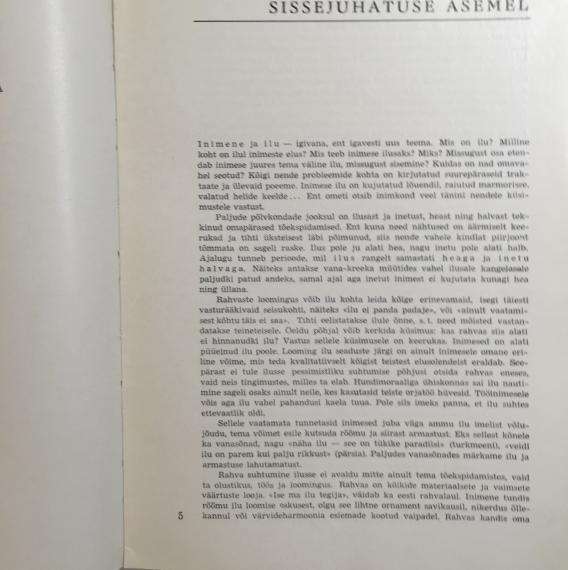 SISSEJUHATUSE ASEMEL
Inimene ja ilu — igivana, ent igavesti uus teema. Mis on ilu? Milline
koht on ilul inimeste elus? Mis teeb inimese ilusaks? Miks? Missugust osa eten-
dab inimese juures tema väline ilu, missugust sisemine? Kuidas on nad omava-
hel seotud? Kõigi nende probleemide kohta on kirjutatud suurepäraseid trak-
taate ja ülevaid poeeme. Inimese ilu on kujutatud lõuendil, raiutud marmorisse,
valatud helide keelde... Ent ometi otsib inimkond veel tänini nendele küsi-
mustele vastust.
Paljude põlvkondade jooksul on ilusast ja inetust, heast ning halvast tek-
kinud omapärased tõekspidamised. Ent kuna need nähtused on äärmiselt kee-
rukad ja tihti üksteisest läbi põimunud, siis nende vahele kindlat piirjoont
tõmmata on sageli raske. Ilus pole ju alati hea, nagu inetu pole alati halb.
Ajalugu tunneb perioode, mil ilus rangelt samastati heaga ja inetu
halvaga. Näiteks antakse vana-kreeka müütides vahel ilusale kangelasele
paljudki patud andeks, samal ajal aga inetut inimest ei kujutata kunagi hea
ning üllana.
Rahvaste loomingus võib ilu kohta leida kõige erinevamaid, isegi täiesti
vasturääkivaid seisukohti, näiteks «ilu ei panda padaje», või «ainult vaatami-
sest kõhtu täis ei saa». Tihti eelistatakse ilule õnne, s. t. need mõisted vastan-
datakse teineteisele. Öeldu põhjal võib kerkida küsimus: kas rahvas siis alati
ei hinnanudki ilu? Vastus sellele küsimusele on keerukas. Inimesed on alati
püüelnud ilu poole. Looming ilu seaduste järgi on ainult inimesele omane eri-
line võime, mis teda kvalitatiivselt kõigist teistest elusolendeist eraldab. See-
pärast ei tule ilusse pessimistliku suhtumise põhjusi otsida rahvas eneses,
vaid neis tingimustes, milles ta elab. Hundimoraaliga ühiskonnas sai ilu nauti-
mine sageli osaks ainult neile, kes kasutasid teiste orjatöö hüvesid. Tööinimesele
võis aga ilu vahel pahandusi kaela tuua. Pole siis imeks panna, et ilu suhtes
ettevaatlik oldi.
Sellele vaatamata tunnetasid inimesed juba väga ammu ilu imelist võlu-
jõudu, tema võimet esile kutsuda rõõmu ja siirast armastust. Eks sellest kõnele
ka vanasõnad, nagu «näha ilu — see on tükike paradiisi» (turkmeeni), «veidi
ilu on parem kui palju rikkust» (pärsia). Paljudes vanasõnades märkame ilu ja
armastuse lahutamatust.
Rahva suhtumine ilusse ei avaldu mitte ainult tema tõekspidamistes, vaid
ta olustikus, töös ja loomingus. Rahvas on kõikide materiaalsete ja vaimsete
väärtuste looja. «Ise ma ilu tegija», väidab ka eesti rahvalaul. Inimene tundis
rõõmu ilu loomise oskusest, olgu see lihtne ornament savikausil, nikerdus õlle-
kannul või värvideharmoonia esiemade kootud vaipadel. Rahvas kandis oma
5